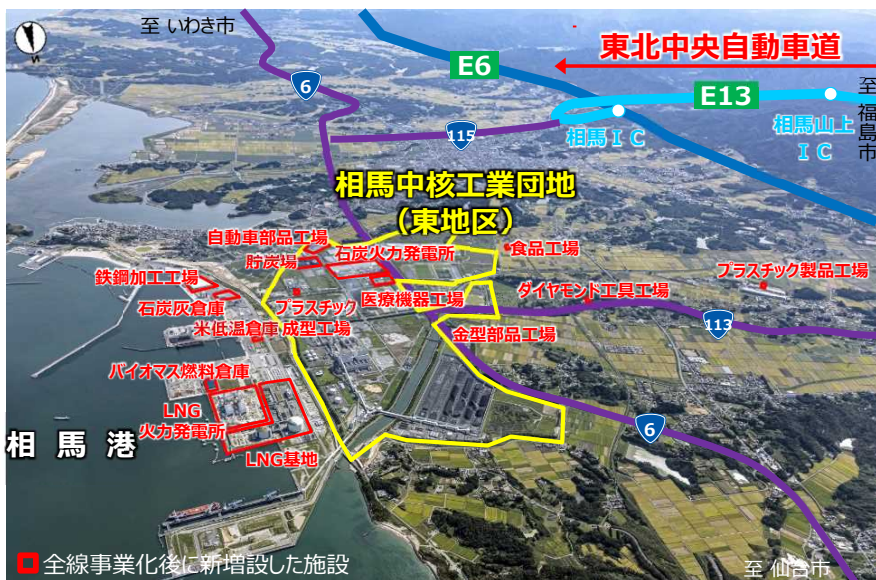 至 いわき市
東北中央自動車道
E6
6
E13
至 福島市
115
相馬ＩＣ
相馬山上
ＩＣ
相馬中核工業団地
（東地区）
自動車部品工場
石炭火力発電所
食品工場
貯炭場
鉄鋼加工工場
プラスチック製品工場
石炭灰倉庫
プラスチック
成型工場
医療機器工場
ダイヤモンド工具工場
米低温倉庫
金型部品工場
113
バイオマス燃料倉庫
LNG
火力発電所
6
相馬港
LNG基地
全線事業化後に新増設した施設
至 仙台市
N